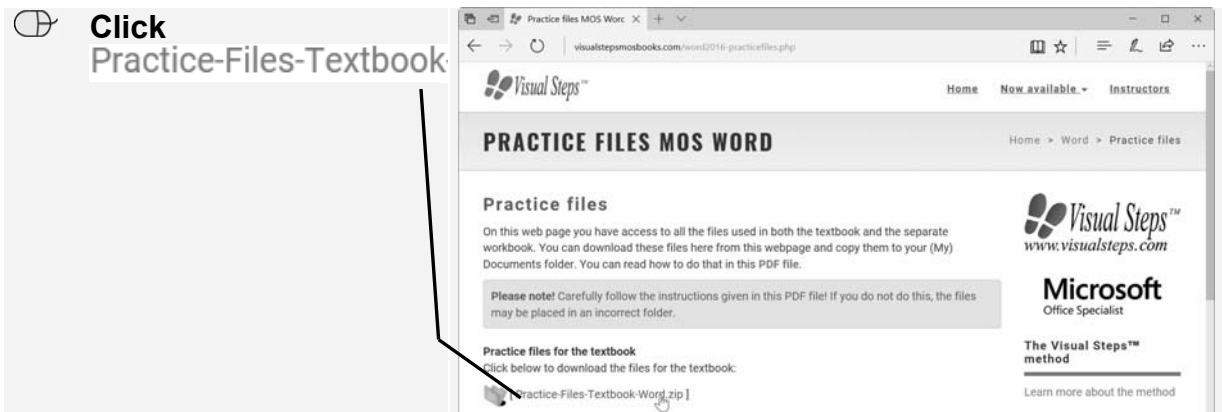 Click
Practice-Files-Textbook-
Practice files MOS Worc
visualstepsmosbooks.com/word2016-practicefiles.php
Visual Steps™
Home Now available Instructors
PRACTICE FILES MOS WORD
Home > Word > Practice files
Practice files
On this web page you have access to all the files used in both the textbook and the separate
workbook. You can download these files here from this webpage and copy them to your (My)
Documents folder. You can read how to do that in this PDF file.
Please note! Carefully follow the instructions given in this PDF file! If you do not do this, the files
may be placed in an incorrect folder.
Practice files for the textbook
Click below to download the files for the textbook:
[ Practice-Files-Textbook-Word.zip ]
Visual Steps™
www.visualsteps.com
Microsoft
Office Specialist
The Visual Steps™
method
Learn more about the method